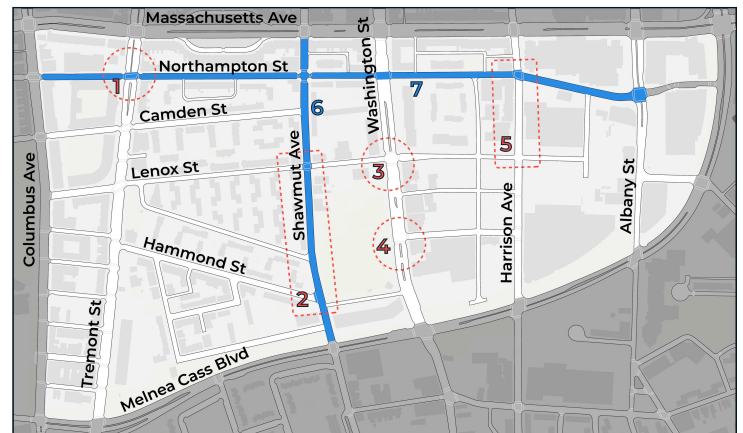 Massachusetts Ave
Washington St
Northampton St
1
7
6
Camden St
5
Lenox St
3
Shawmut Ave
Columbus Ave
Albany St
Harrison Ave
Hammond St
4
2
Tremont St
Melnea Cass Blvd